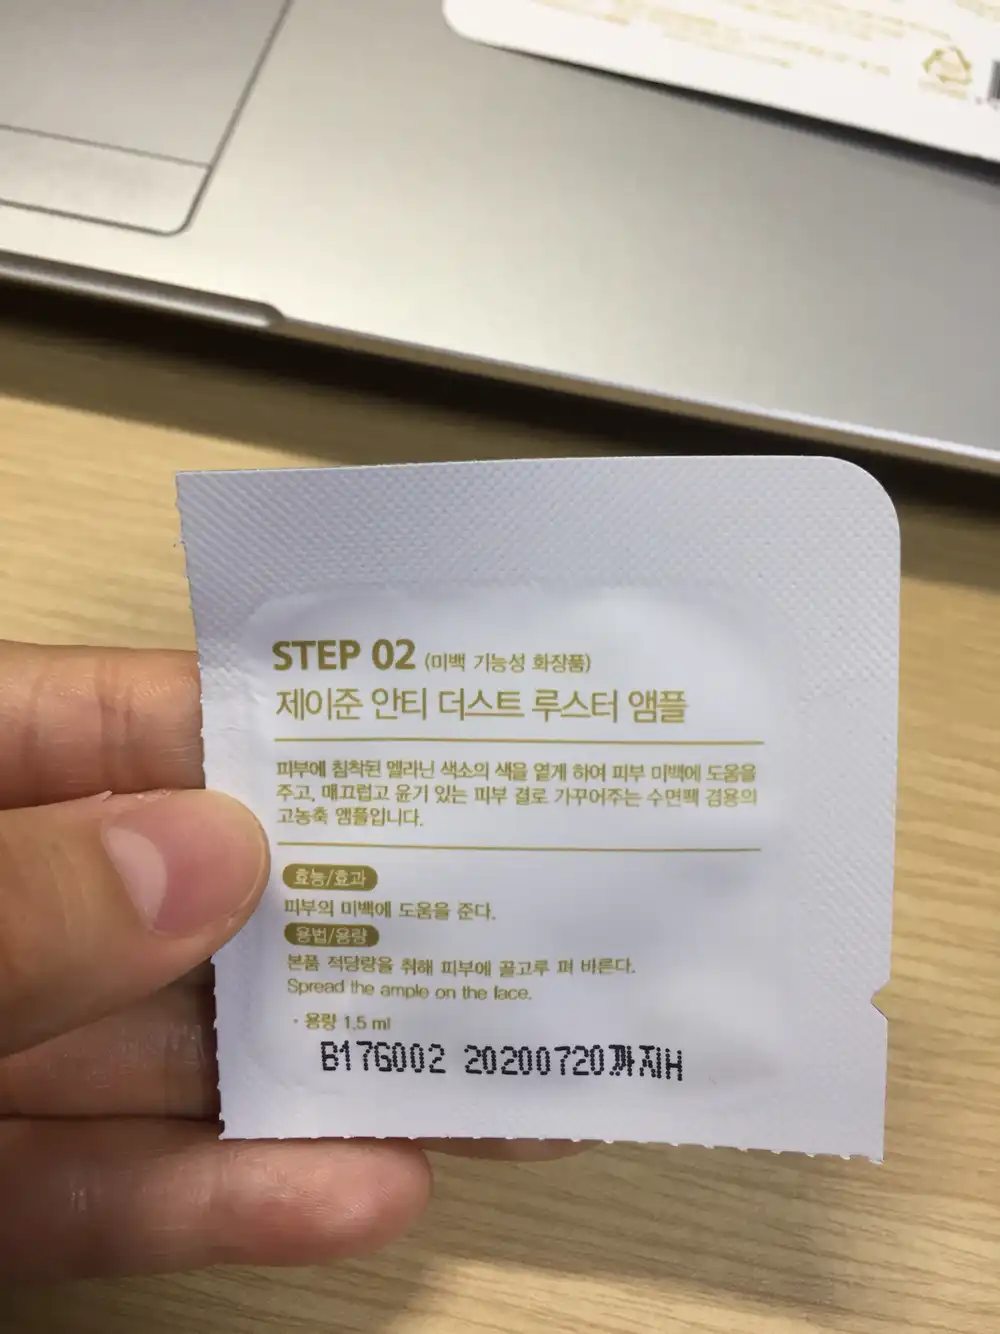 STEP 02 (미백 기능성 화장품)
제이준 안티 더스트 루스터 앰플
피부에 침착된 멜라닌 색소의 색을 엷게 하여 피부 미백에 도움을
주고, 매끄럽고 윤기 있는 피부 결로 가꾸어주는 수면팩 겸용의
고농축 앰플입니다.
효능/효과
피부의 미백에 도움을 준다.
용법/용량
본품 적당량을 취해 피부에 골고루 펴 바른다.
Spread the ample on the face.
· 용량 1.5 ml
B17G002 20200720까지H